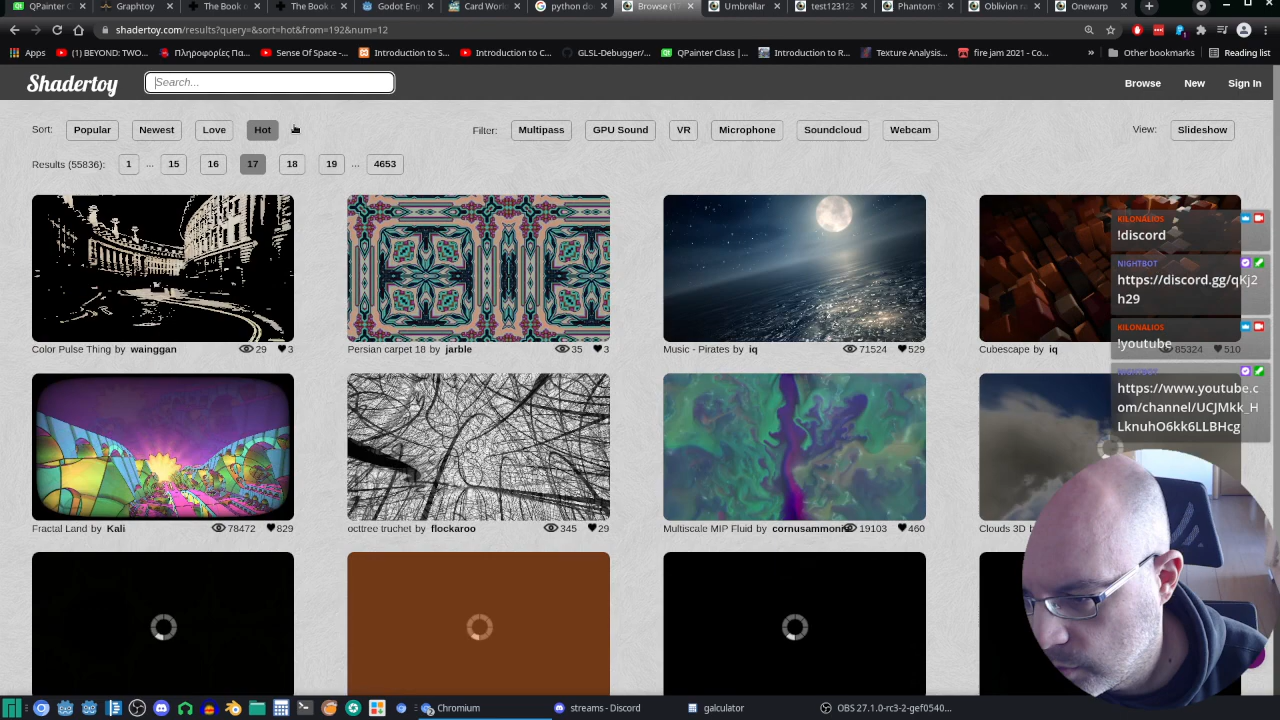 QPainter C
Graphtoy
The Book o
The Book o
Godot Eng
Card Worl
python do
Browse (17
Umbrellar
test123123
Phantom S
Oblivion ra
Onewarp
shadertoy.com/results?query=&sort=hot&from=192&num=12
Apps
(1) BEYOND: TWO...
Πληροφορίες Πα...
Sense Of Space -...
Introduction to S...
Introduction to C...
GLSL-Debugger/...
QPainter Class |...
Introduction to R...
Texture Analysis...
fire jam 2021 - Co...
»
Other bookmarks
Reading list
Shadertoy
Search...
Browse
New
Sign In
Sort:
Popular
Newest
Love
Hot
Filter:
Multipass
GPU Sound
VR
Microphone
Soundcloud
Webcam
View:
Slideshow
Results (55836):
1
...
15
16
17
18
19
...
4653
Color Pulse Thing by wainggan
29
3
Persian carpet 18 by jarble
35
3
Music - Pirates by iq
71524
529
Cubescape by iq
85324
510
KILONALIOS
!discord
NIGHTBOT
https://discord.gg/qKj2
h29
KILONALIOS
!youtube
https://www.youtube.c
om/channel/UCJMkk_H
LknuhO6kk6LLBHcg
Fractal Land by Kali
78472
829
octtree truchet by flockaroo
345
29
Multiscale MIP Fluid by cornusammonis
19103
460
Clouds 3D b
Chromium
streams - Discord
galculator
OBS 27.1.0-rc3-2-gef0540...